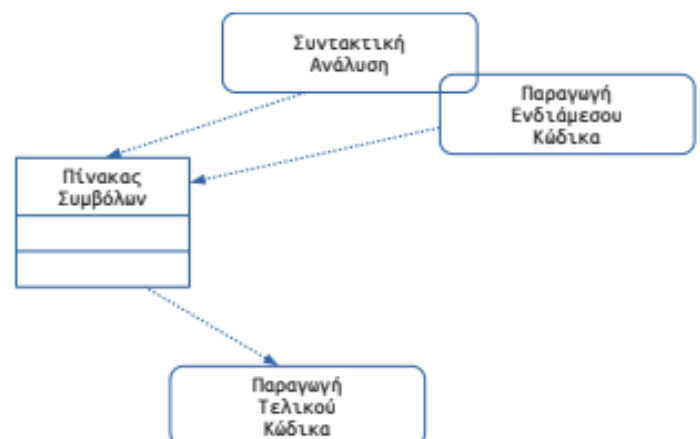 Συντακτική
Ανάλυση
Παραγωγή
Ενδιάμεσου
Κώδικα
Πίνακας
Συμβόλων
Παραγωγή
Τελικού
Κώδικα